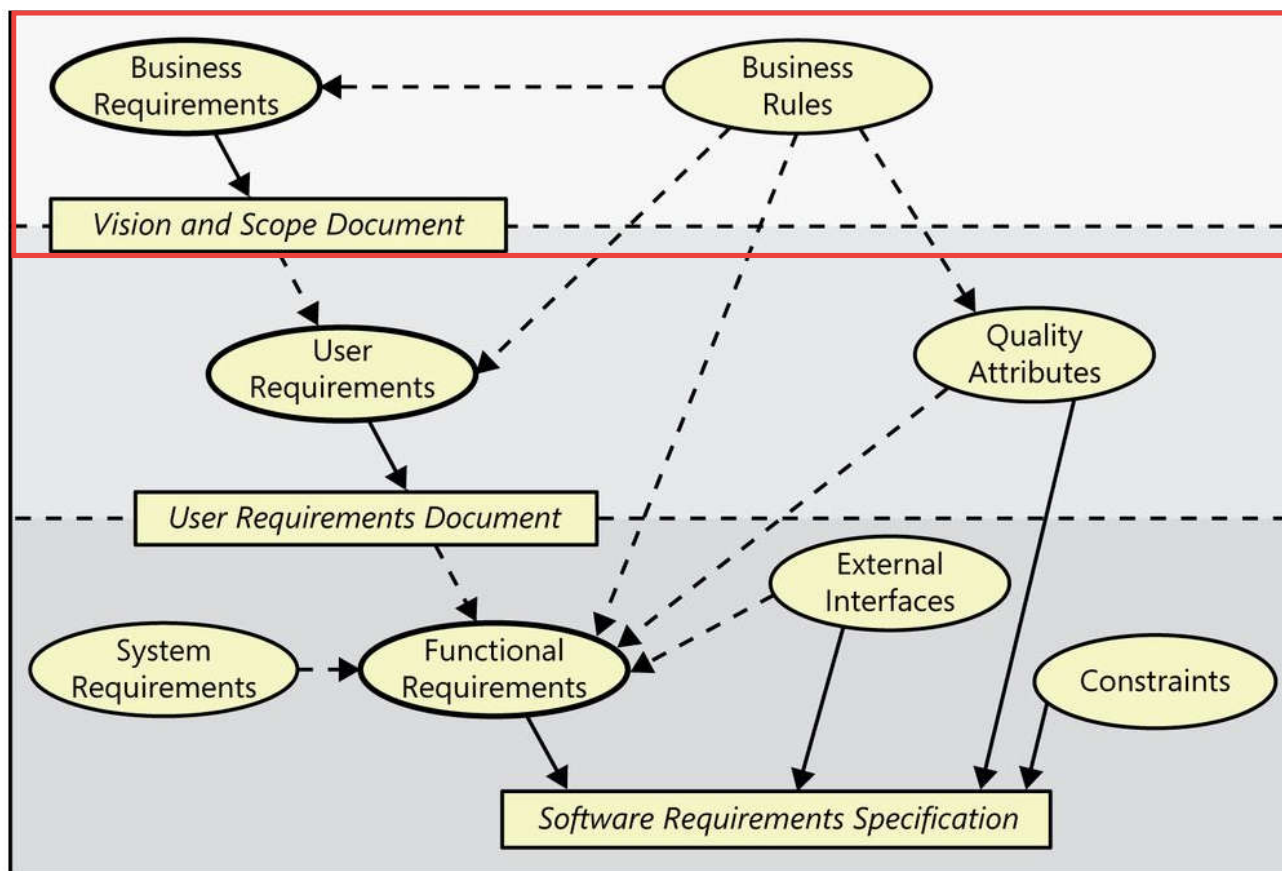 Business
Requirements
Business
Rules
Vision and Scope Document
User
Requirements
Quality
Attributes
User Requirements Document
External
Interfaces
System
Requirements
Functional
Requirements
Constraints
Software Requirements Specification